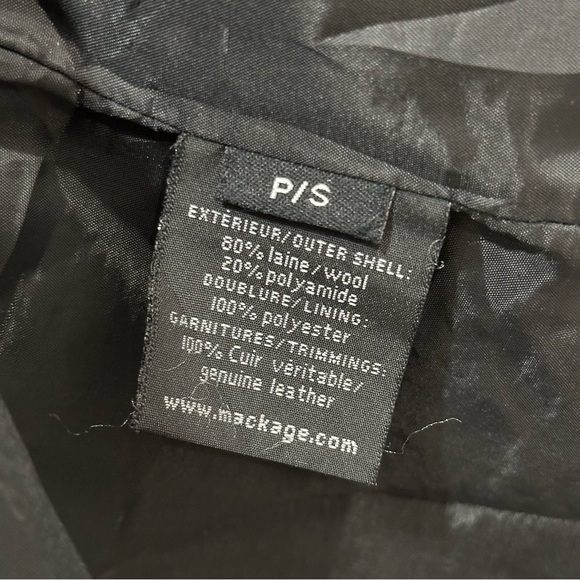 P/S
EXTÉRIEUR/OUTER SHELL:
80% laine/wool
20% polyamide
DOUBLURE/LINING:
100% polyester
GARNITURES/TRIMMINGS:
100% Cuir véritable/
genuine leather
www.mackage.com